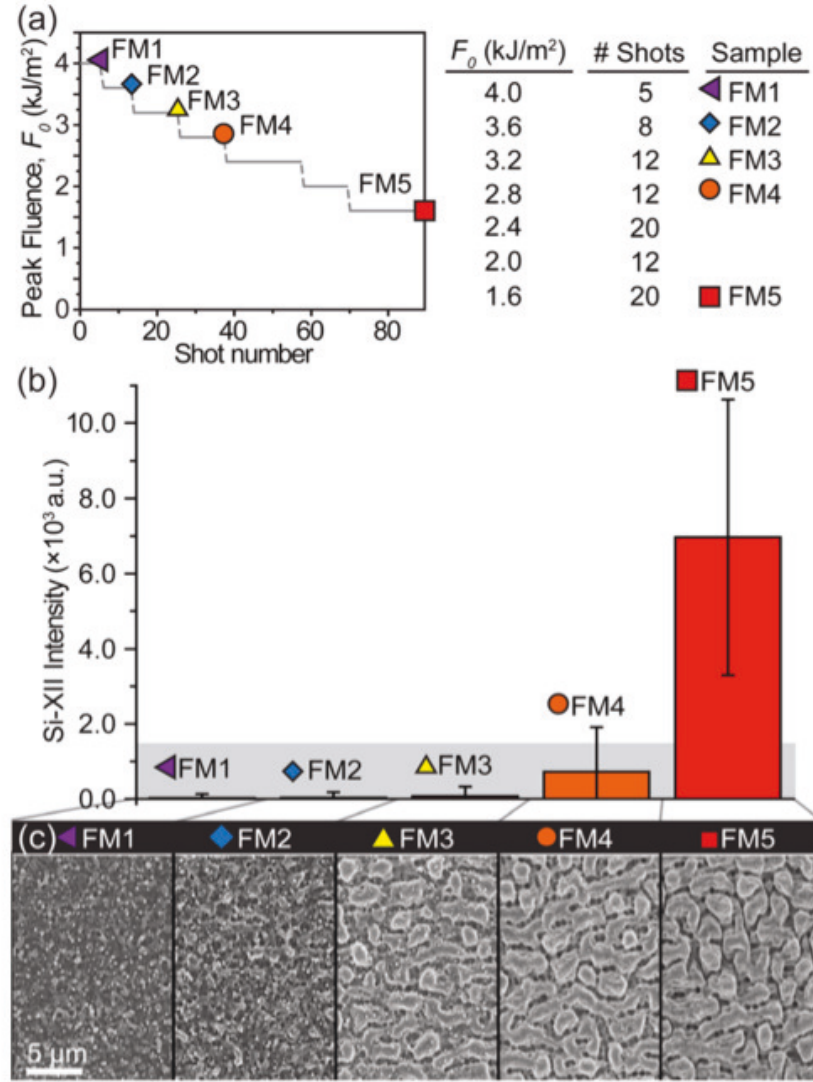 (a)
Peak Fluence, F₀ (kJ/m²)
4
3
2
1
0
FM1
FM2
FM3
FM4
FM5
0 20 40 60 80
Shot number
F₀ (kJ/m²) # Shots Sample
4.0 5 FM1
3.6 8 FM2
3.2 12 FM3
2.8 12 FM4
2.4 20
2.0 12
1.6 20 FM5
(b)
Si-XII Intensity (×10³ a.u.)
10.0
8.0
6.0
4.0
2.0
0.0
FM1
FM2
FM3
FM4
FM5
(c) FM1 FM2 FM3 FM4 FM5
5 μm